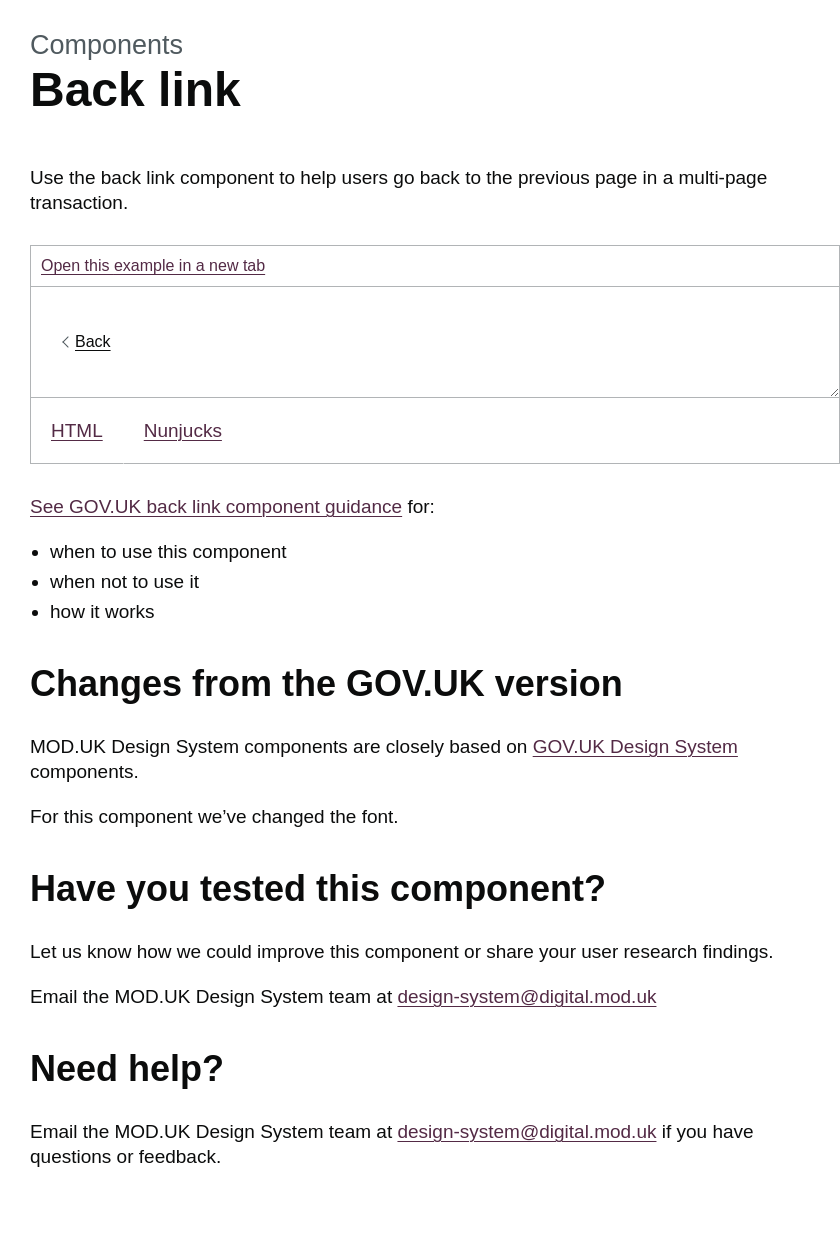 Components
Back link
Use the back link component to help users go back to the previous page in a multi-page
transaction.
Open this example in a new tab
Back
HTML Nunjucks
See GOV.UK back link component guidance for:
• when to use this component
• when not to use it
• how it works
Changes from the GOV.UK version
MOD.UK Design System components are closely based on GOV.UK Design System
components.
For this component we’ve changed the font.
Have you tested this component?
Let us know how we could improve this component or share your user research findings.
Email the MOD.UK Design System team at design-system@digital.mod.uk
Need help?
Email the MOD.UK Design System team at design-system@digital.mod.uk if you have
questions or feedback.